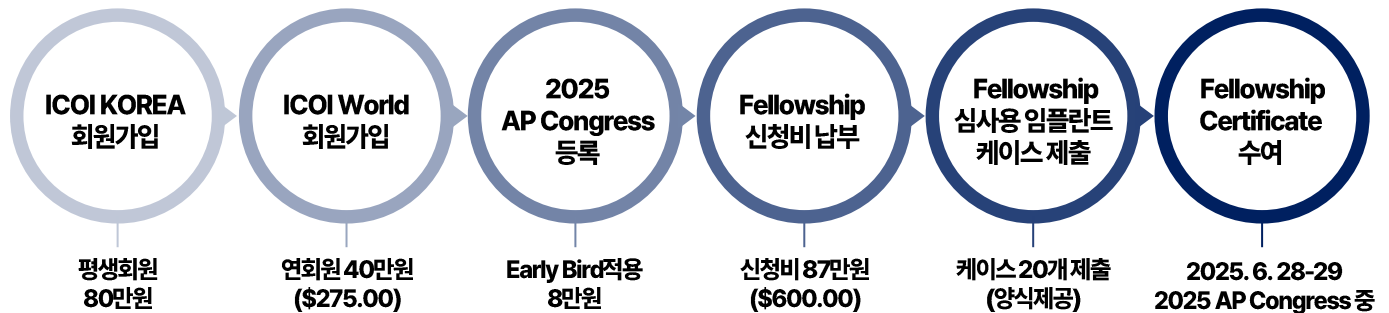 ICOI KOREA
회원가입
ICOI World
회원가입
2025
AP Congress
등록
Fellowship
신청비 납부
Fellowship
심사용 임플란트
케이스 제출
Fellowship
Certificate
수여
평생회원
80만원
연회원 40만원
($275.00)
Early Bird적용
8만원
신청비 87만원
($600.00)
케이스 20개 제출
(양식제공)
2025. 6. 28-29
2025 AP Congress 중